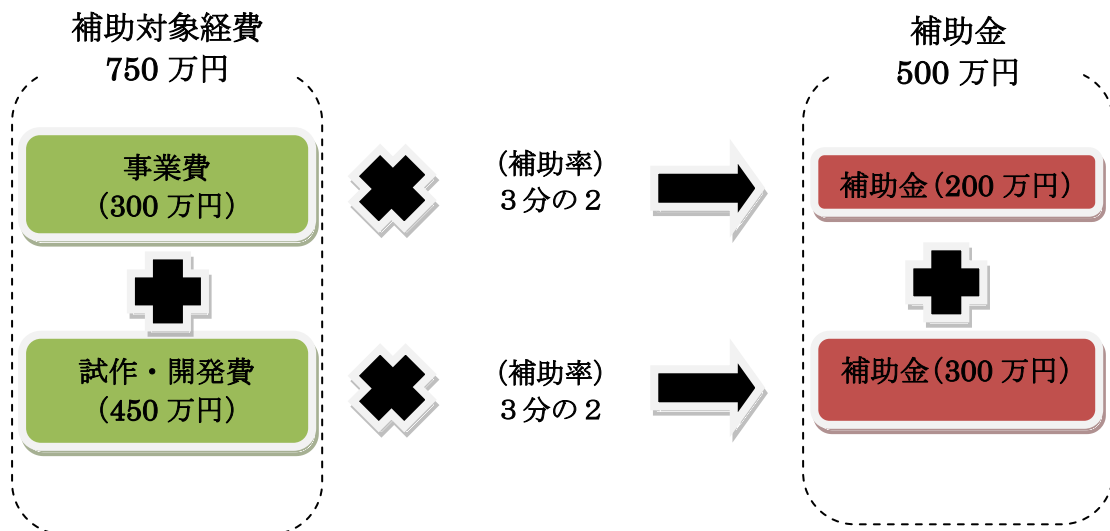 補助対象経費
750 万円
補助金
500 万円
事業費
(300 万円)
(補助率)
３分の２
補助金(200 万円)
試作・開発費
(450 万円)
(補助率)
３分の２
補助金(300 万円)